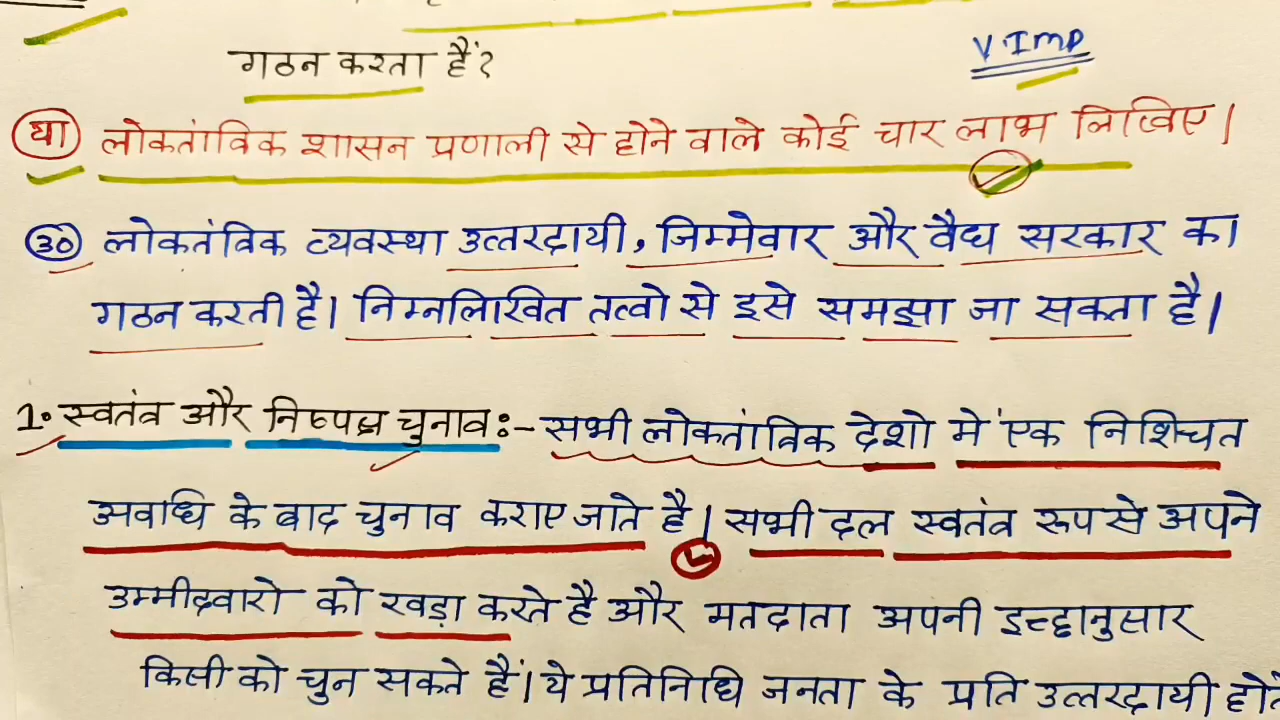 गठन करता हैं?
V.Imp
(या) लोकतांत्रिक शासन प्रणाली से होने वाले कोई चार लाभ लिखिए।
(उ०) लोकतंत्रिक व्यवस्था उत्तरदायी, जिम्मेवार और वैध सरकार का
गठन करती है। निम्नलिखित तत्वो से इसे समझा जा सकता है।
1. स्वतंत्र और निष्पक्ष चुनाव:- सभी लोकतांत्रिक देशो में एक निश्चित
अवधि के बाद चुनाव कराए जाते है। सभी दल स्वतंत्र रूप से अपने
उम्मीदवारो को खड़ा करते है और मतदाता अपनी इच्छानुसार
किसी को चुन सकते हैं। ये प्रतिनिधि जनता के प्रति उत्तरदायी होते